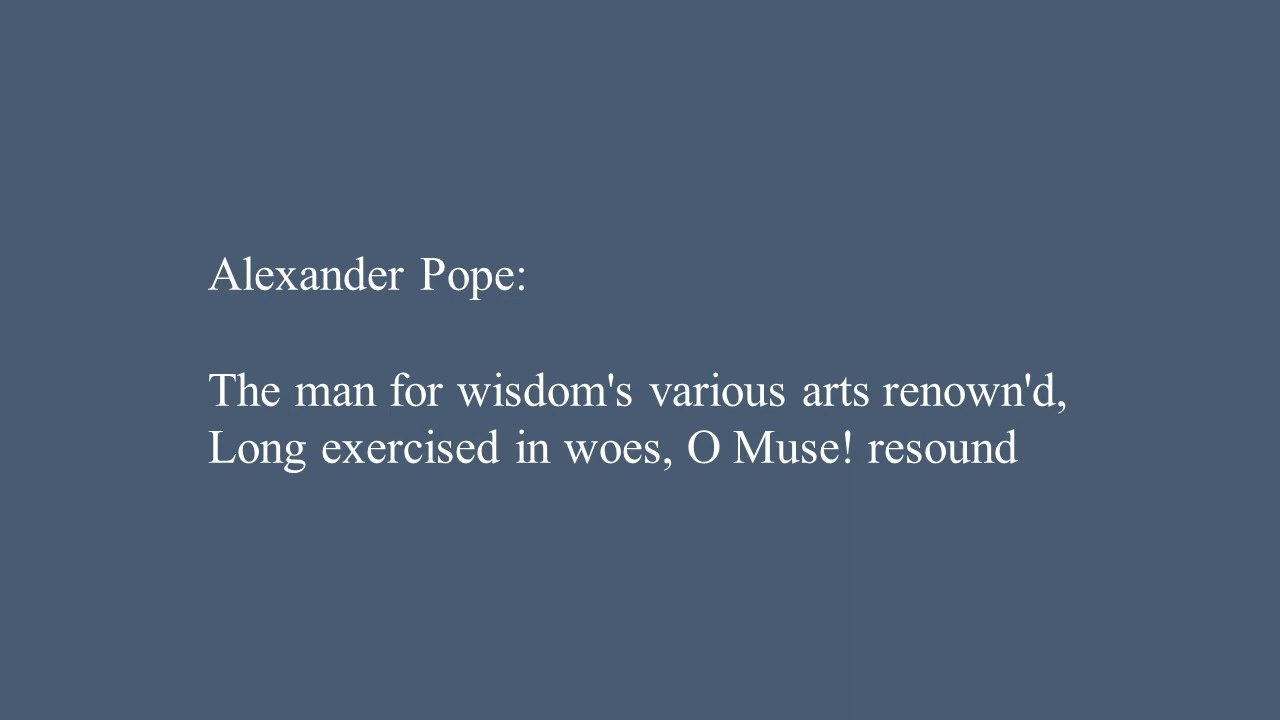 Alexander Pope:
The man for wisdom's various arts renown'd,
Long exercised in woes, O Muse! resound